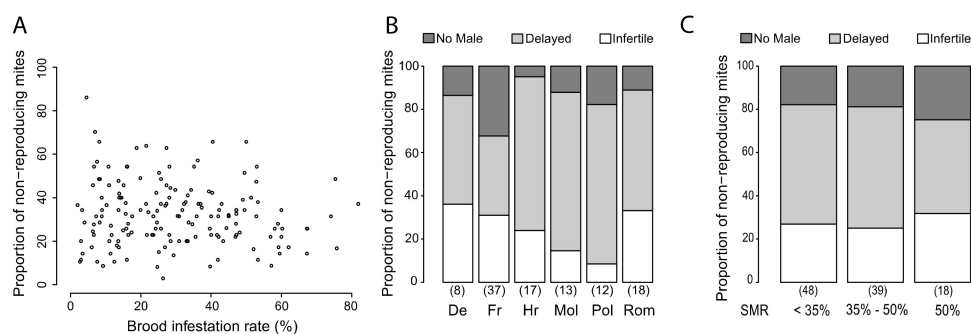 A
Proportion of non−reproducing mites
100
80
60
40
20
0
0 20 40 60 80
Brood infestation rate (%)
B
No Male Delayed Infertile
Proportion of non−reproducing mites
100
80
60
40
20
0
(8) (37) (17) (13) (12) (18)
De Fr Hr Mol Pol Rom
C
No Male Delayed Infertile
Proportion of non−reproducing mites
100
80
60
40
20
0
(48) (39) (18)
SMR < 35% 35% - 50% 50%